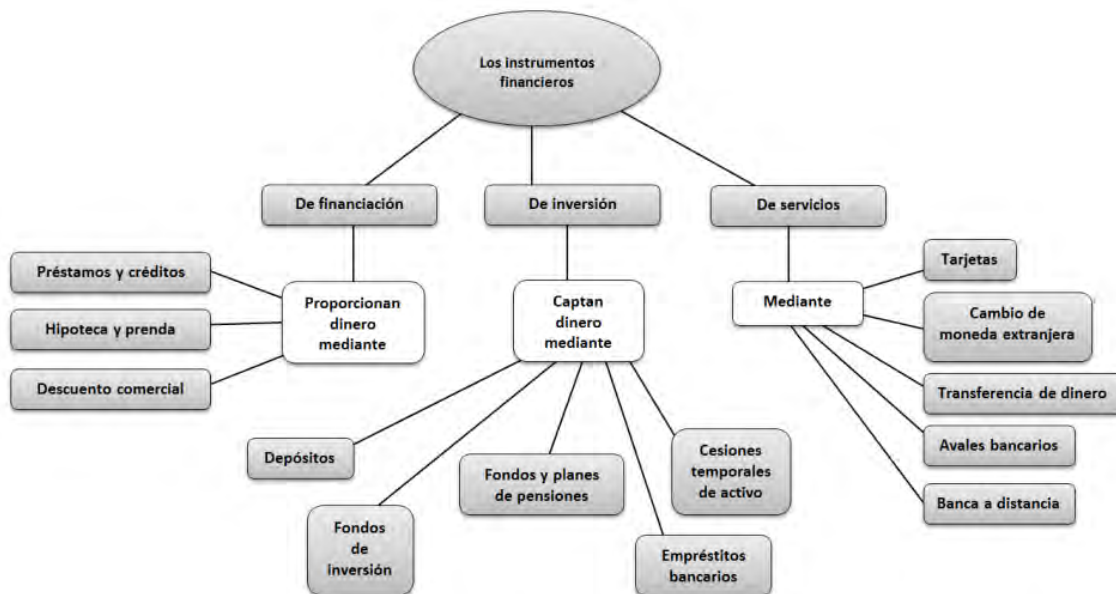 Los instrumentos
financieros
De financiación
De inversión
De servicios
Préstamos y créditos
Hipoteca y prenda
Descuento comercial
Proporcionan
dinero
mediante
Captan
dinero
mediante
Mediante
Tarjetas
Cambio de
moneda extranjera
Transferencia de dinero
Avales bancarios
Banca a distancia
Depósitos
Fondos
de
inversión
Fondos y planes
de pensiones
Empréstitos
bancarios
Cesiones
temporales
de activo